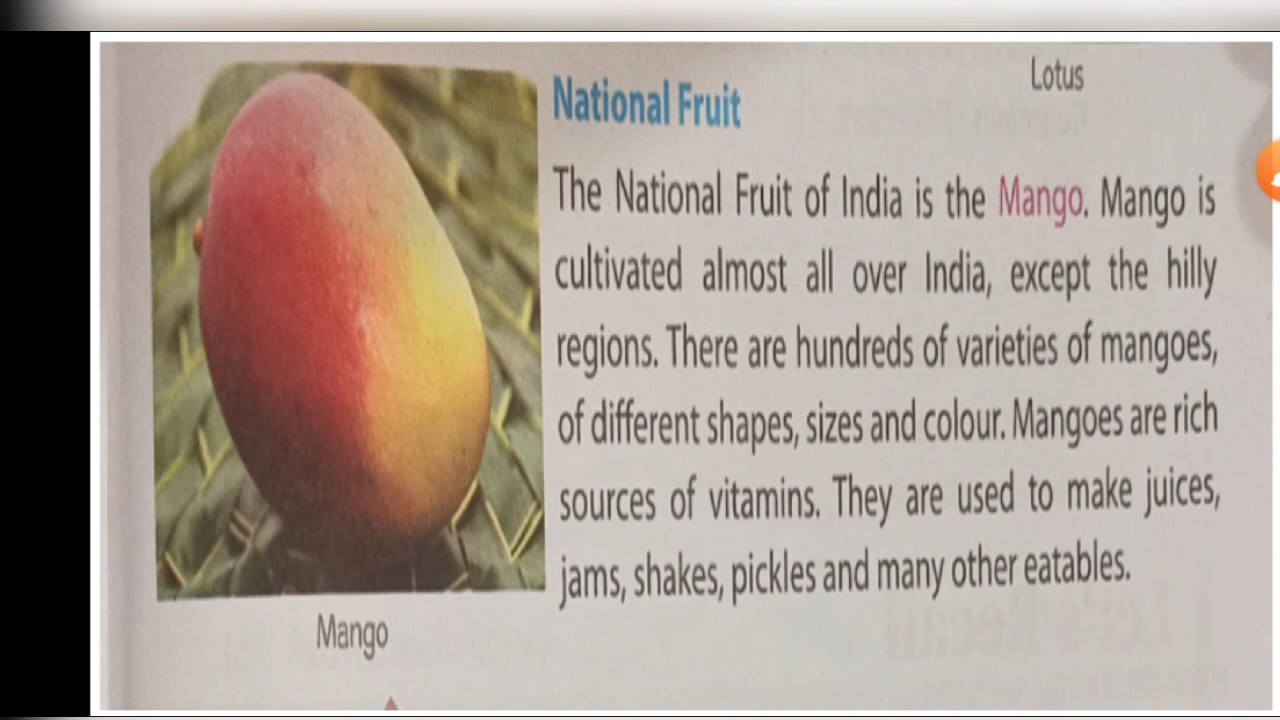 Lotus
National Fruit
The National Fruit of India is the Mango. Mango is
cultivated almost all over India, except the hilly
regions. There are hundreds of varieties of mangoes,
of different shapes, sizes and colour. Mangoes are rich
sources of vitamins. They are used to make juices,
jams, shakes, pickles and many other eatables.
Mango